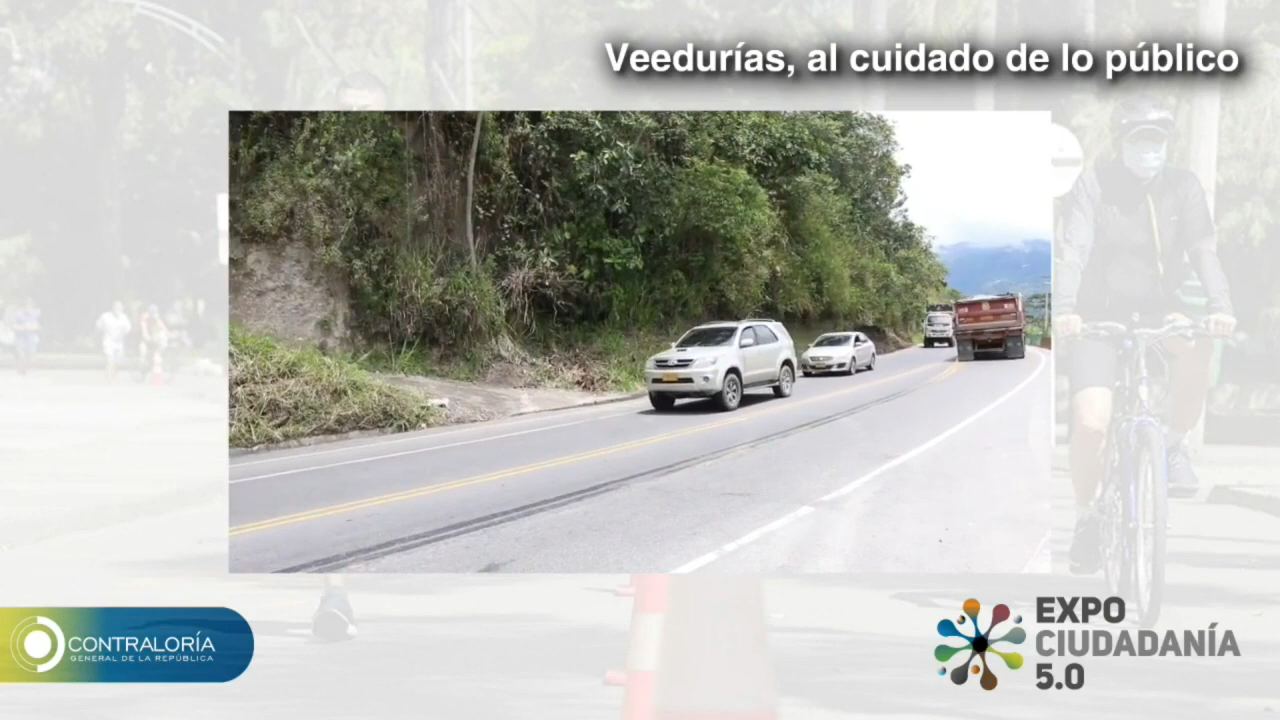 Veedurías, al cuidado de lo público
CONTRALORÍA
GENERAL DE LA REPÚBLICA
EXPO
CIUDADANÍA
5.0